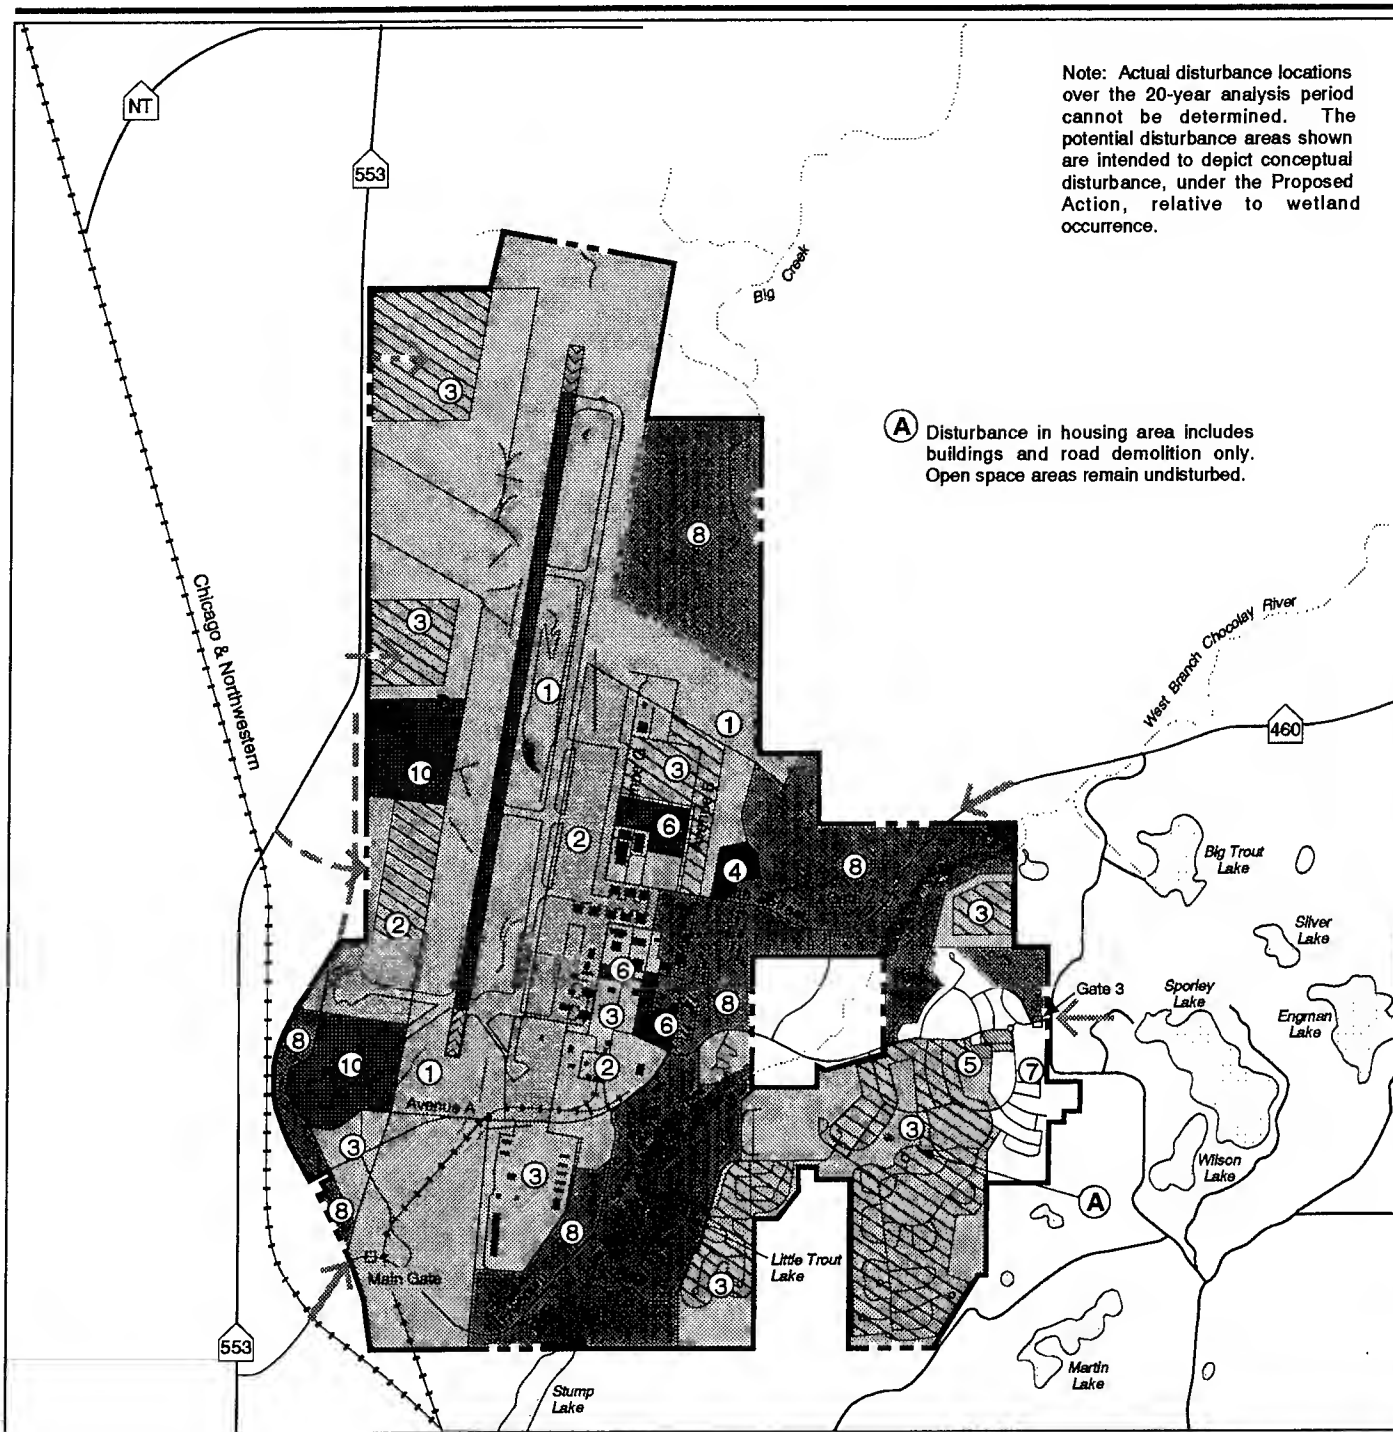 Note: Actual disturbance locations
over the 20-year analysis period
cannot be determined. The
potential disturbance areas shown
are intended to depict conceptual
disturbance, under the Proposed
Action, relative to wetland
occurrence.
NT
553
Big Creek
3
A Disturbance in housing area includes
buildings and road demolition only.
Open space areas remain undisturbed.
8
Chicago & Northwestern
3
West Branch Chocolay River
1
1
460
3
10
6
2
4
8
Big Trout
Lake
3
2
Silver
Lake
6
3
6
8
Gate 3
Sporley
Lake
Engman
Lake
8
10
1
2
5
7
Avenue A
3
3
3
Wilson
Lake
8
8
A
Main Gate
Little Trout
Lake
3
553
Stump
Lake
Martin
Lake